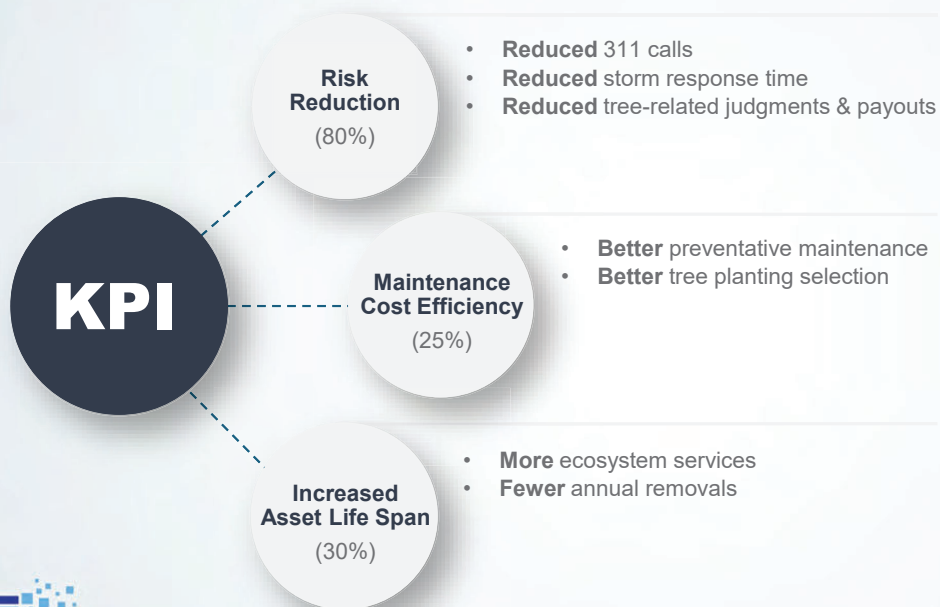 KPI
Risk
Reduction
(80%)
• Reduced 311 calls
• Reduced storm response time
• Reduced tree-related judgments & payouts
Maintenance
Cost Efficiency
(25%)
• Better preventative maintenance
• Better tree planting selection
Increased
Asset Life Span
(30%)
• More ecosystem services
• Fewer annual removals